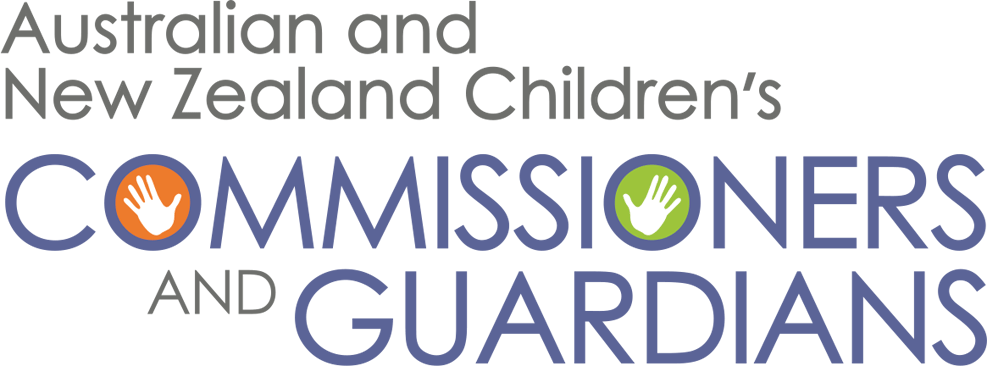 Australian and
New Zealand Children's
COMMISSIONERS
AND GUARDIANS